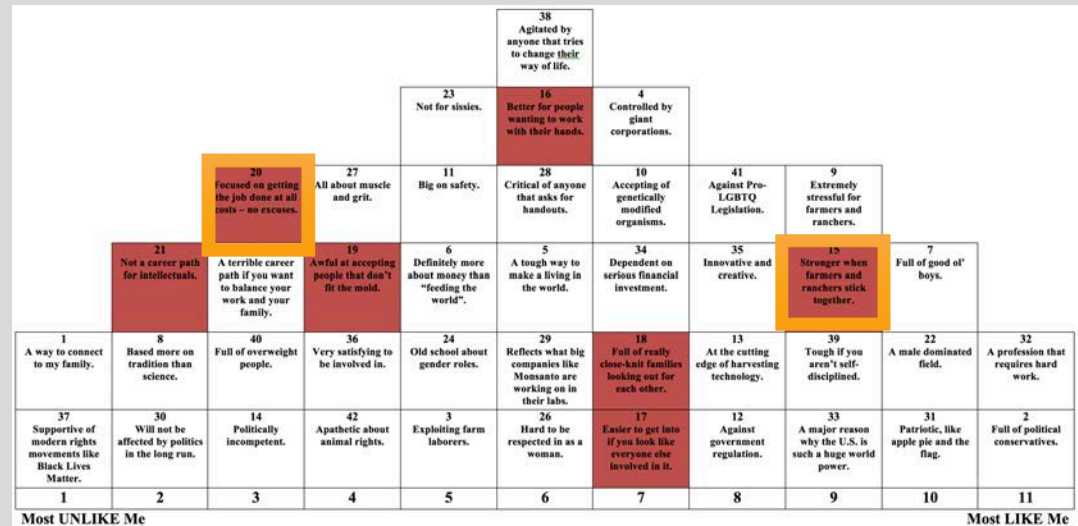 38
Agitated by
anyone that tries
to change their
way of life.
23
Not for sissies.
16
Better for people
wanting to work
with their hands.
4
Controlled by
giant
corporations.
20
Focused on getting
the job done at all
costs – no excuses.
27
All about muscle
and grit.
11
Big on safety.
28
Critical of anyone
that asks for
handouts.
10
Accepting of
genetically
modified
organisms.
41
Against Pro-
LGBTQ
Legislation.
9
Extremely
stressful for
farmers and
ranchers.
21
Not a career path
for intellectuals.
A terrible career
path if you want
to balance your
work and your
family.
19
Awful at accepting
people that don't
fit the mold.
6
Definitely more
about money than
“feeding the
world”.
5
A tough way to
make a living in
the world.
34
Dependent on
serious financial
investment.
35
Innovative and
creative.
15
Stronger when
farmers and
ranchers stick
together.
7
Full of good ol'
boys.
1
A way to connect
to my family.
8
Based more on
tradition than
science.
40
Full of overweight
people.
36
Very satisfying to
be involved in.
24
Old school about
gender roles.
29
Reflects what big
companies like
Monsanto are
working on in
their labs.
18
Full of really
close-knit families
looking out for
each other.
13
At the cutting
edge of harvesting
technology.
39
Tough if you
aren't self-
disciplined.
22
A male dominated
field.
32
A profession that
requires hard
work.
37
Supportive of
modern rights
movements like
Black Lives
Matter.
30
Will not be
affected by politics
in the long run.
14
Politically
incompetent.
42
Apathetic about
animal rights.
3
Exploiting farm
laborers.
26
Hard to be
respected in as a
woman.
17
Easier to get into
if you look like
everyone else
involved in it.
12
Against
government
regulation.
33
A major reason
why the U.S. is
such a huge world
power.
31
Patriotic, like
apple pie and the
flag.
2
Full of political
conservatives.
1 2 3 4 5 6 7 8 9 10 11
Most UNLIKE Me Most LIKE Me